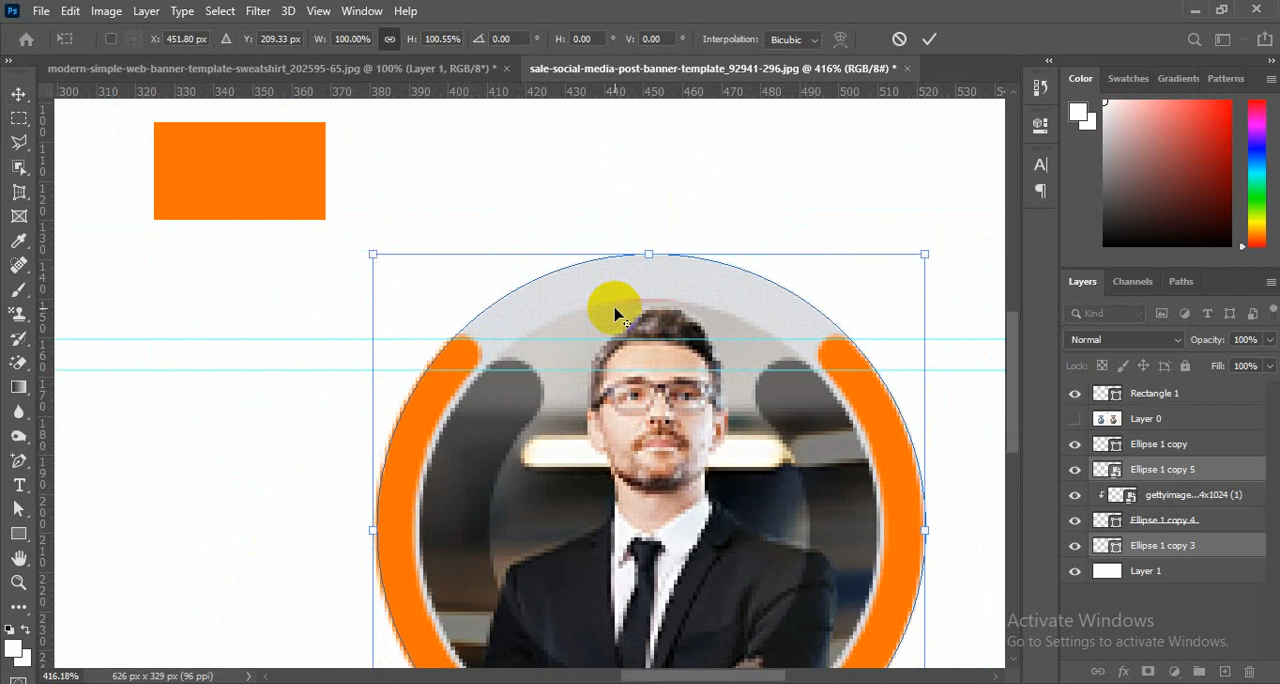 Ps File Edit Image Layer Type Select Filter 3D View Window Help
X: 451.80 px Y: 209.33 px W: 100.00% H: 100.55% 0.00 ° H: 0.00 ° V: 0.00 ° Interpolation: Bicubic
modern-simple-web-banner-template-sweatshirt_202595-65.jpg @ 100% (Layer 1, RGB/8*) * × sale-social-media-post-banner-template_92941-296.jpg @ 416% (RGB/8#) * ×
300 310 320 330 340 350 360 370 380 390 400 410 420 430 440 450 460 470 480 490 500 510 520 530
Color Swatches Gradients Patterns
Layers Channels Paths
Kind
Normal Opacity: 100%
Lock: Fill: 100%
Rectangle 1
Layer 0
Ellipse 1 copy
Ellipse 1 copy 5
gettyimage...4x1024 (1)
Ellipse 1 copy 4
Ellipse 1 copy 3
Layer 1
Activate Windows
Go to Settings to activate Windows.
416.18% 626 px x 329 px (96 ppi)